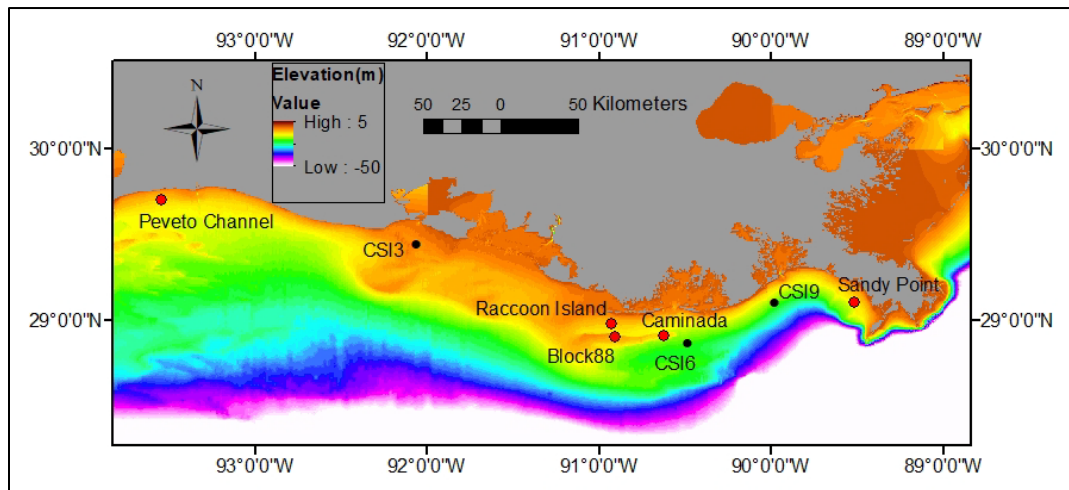 93°0'0"W 92°0'0"W 91°0'0"W 90°0'0"W 89°0'0"W
Elevation(m)
N
Value
High : 5
Low : -50
50 25 0 50 Kilometers
30°0'0"N 30°0'0"N
Peveto Channel
CSI3
Raccoon Island
CSI9
Sandy Point
Caminada
29°0'0"N 29°0'0"N
Block88
CSI6
93°0'0"W 92°0'0"W 91°0'0"W 90°0'0"W 89°0'0"W